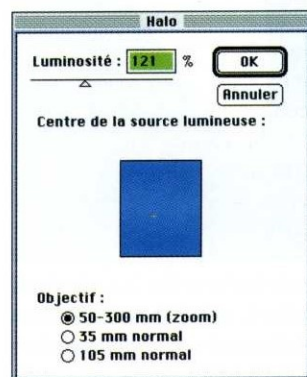 Halo
Luminosité : 121 % OK
Annuler
Centre de la source lumineuse :
Objectif :
50-300 mm (zoom)
35 mm normal
105 mm normal